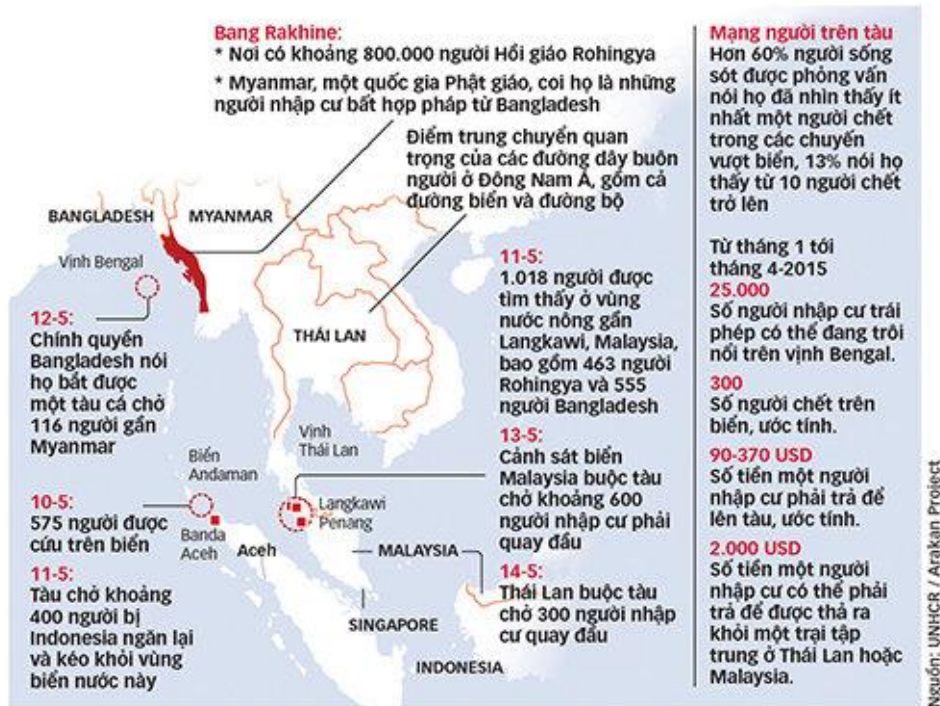 Bang Rakhine:
* Nơi có khoảng 800.000 người Hồi giáo Rohingya
* Myanmar, một quốc gia Phật giáo, coi họ là những
người nhập cư bất hợp pháp từ Bangladesh
Điểm trung chuyển quan
trọng của các đường dây buôn
người ở Đông Nam Á, gồm cả
đường biển và đường bộ
BANGLADESH
MYANMAR
Vịnh Bengal
12-5:
Chính quyền
Bangladesh nói
họ bắt được
một tàu cá chở
116 người gần
Myanmar
THÁI LAN
11-5:
1.018 người được
tìm thấy ở vùng
nước nông gần
Langkawi, Malaysia,
bao gồm 463 người
Rohingya và 555
người Bangladesh
Vịnh
Thái Lan
Biển
Andaman
10-5:
575 người được
cứu trên biển
Banda
Aceh
Aceh
Langkawi
Penang
13-5:
Cảnh sát biển
Malaysia buộc tàu
chở khoảng 600
người nhập cư phải
quay đầu
11-5:
Tàu chở khoảng
400 người bị
Indonesia ngăn lại
và kéo khỏi vùng
biển nước này
MALAYSIA
14-5:
Thái Lan buộc tàu
chở 300 người nhập
cư quay đầu
SINGAPORE
INDONESIA
Mạng người trên tàu
Hơn 60% người sống
sót được phỏng vấn
nói họ đã nhìn thấy ít
nhất một người chết
trong các chuyến
vượt biển, 13% nói họ
thấy từ 10 người chết
trở lên
Từ tháng 1 tới
tháng 4-2015
25.000
Số người nhập cư trái
phép có thể đang trôi
nổi trên vịnh Bengal.
300
Số người chết trên
biển, ước tính.
90-370 USD
Số tiền một người
nhập cư phải trả để
lên tàu, ước tính.
2.000 USD
Số tiền một người
nhập cư có thể phải
trả để được thả ra
khỏi một trại tập
trung ở Thái Lan hoặc
Malaysia.
Nguồn: UNHCR / Arakan Project